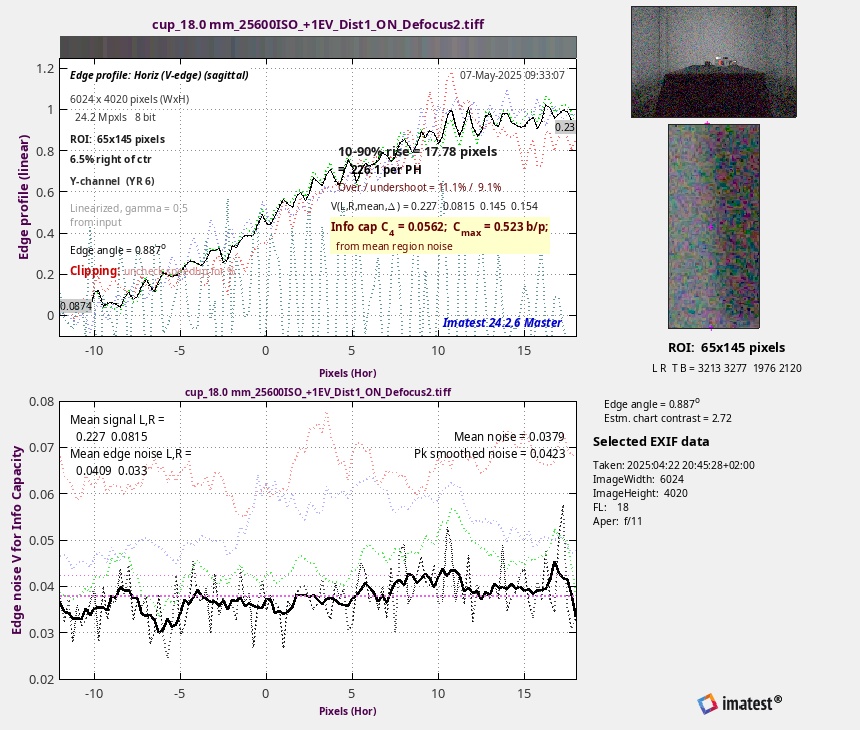 cup_18.0 mm_25600ISO_+1EV_Dist1_ON_Defocus2.tiff
Edge profile: Horiz (V-edge) (sagittal)
07-May-2025 09:33:07
6024 x 4020 pixels (WxH)
24.2 Mpxls 8 bit
ROI: 65x145 pixels
6.5% right of ctr
Y-channel (YR 6)
Linearized, gamma = 0.5
from input
Edge angle = 0.887°
Clipping: uncheck speedup for %
10-90% rise = 17.78 pixels
= 226.1 per PH
Over / undershoot = 11.1% / 9.1%
V(L,R,mean,Δ) = 0.227 0.0815 0.145 0.154
Info cap C4 = 0.0562; Cmax = 0.523 b/p;
from mean region noise
Imatest 24.2.6 Master
0.0874
0.23
Edge profile (linear)
1.2
1
0.8
0.6
0.4
0.2
0
-10 -5 0 5 10 15
Pixels (Hor)
cup_18.0 mm_25600ISO_+1EV_Dist1_ON_Defocus2.tiff
Mean signal L,R =
0.227 0.0815
Mean edge noise L,R =
0.0409 0.033
Mean noise = 0.0379
Pk smoothed noise = 0.0423
Edge noise V for Info Capacity
0.08
0.07
0.06
0.05
0.04
0.03
0.02
-10 -5 0 5 10 15
Pixels (Hor)
ROI: 65x145 pixels
L R T B = 3213 3277 1976 2120
Edge angle = 0.887°
Estm. chart contrast = 2.72
Selected EXIF data
Taken: 2025:04:22 20:45:28+02:00
ImageWidth: 6024
ImageHeight: 4020
FL: 18
Aper: f/11
imatest®